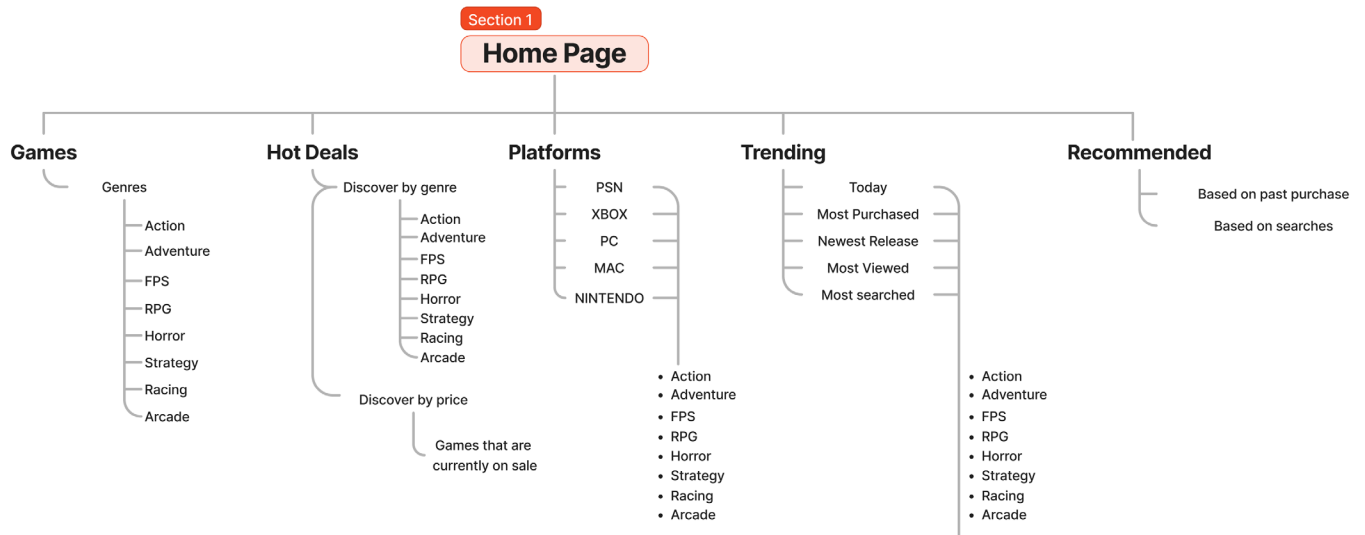 Section 1
Home Page
Games
Genres
Action
Adventure
FPS
RPG
Horror
Strategy
Racing
Arcade
Hot Deals
Discover by genre
Action
Adventure
FPS
RPG
Horror
Strategy
Racing
Arcade
Discover by price
Games that are
currently on sale
Platforms
PSN
XBOX
PC
MAC
NINTENDO
• Action
• Adventure
• FPS
• RPG
• Horror
• Strategy
• Racing
• Arcade
Trending
Today
Most Purchased
Newest Release
Most Viewed
Most searched
• Action
• Adventure
• FPS
• RPG
• Horror
• Strategy
• Racing
• Arcade
Recommended
Based on past purchase
Based on searches